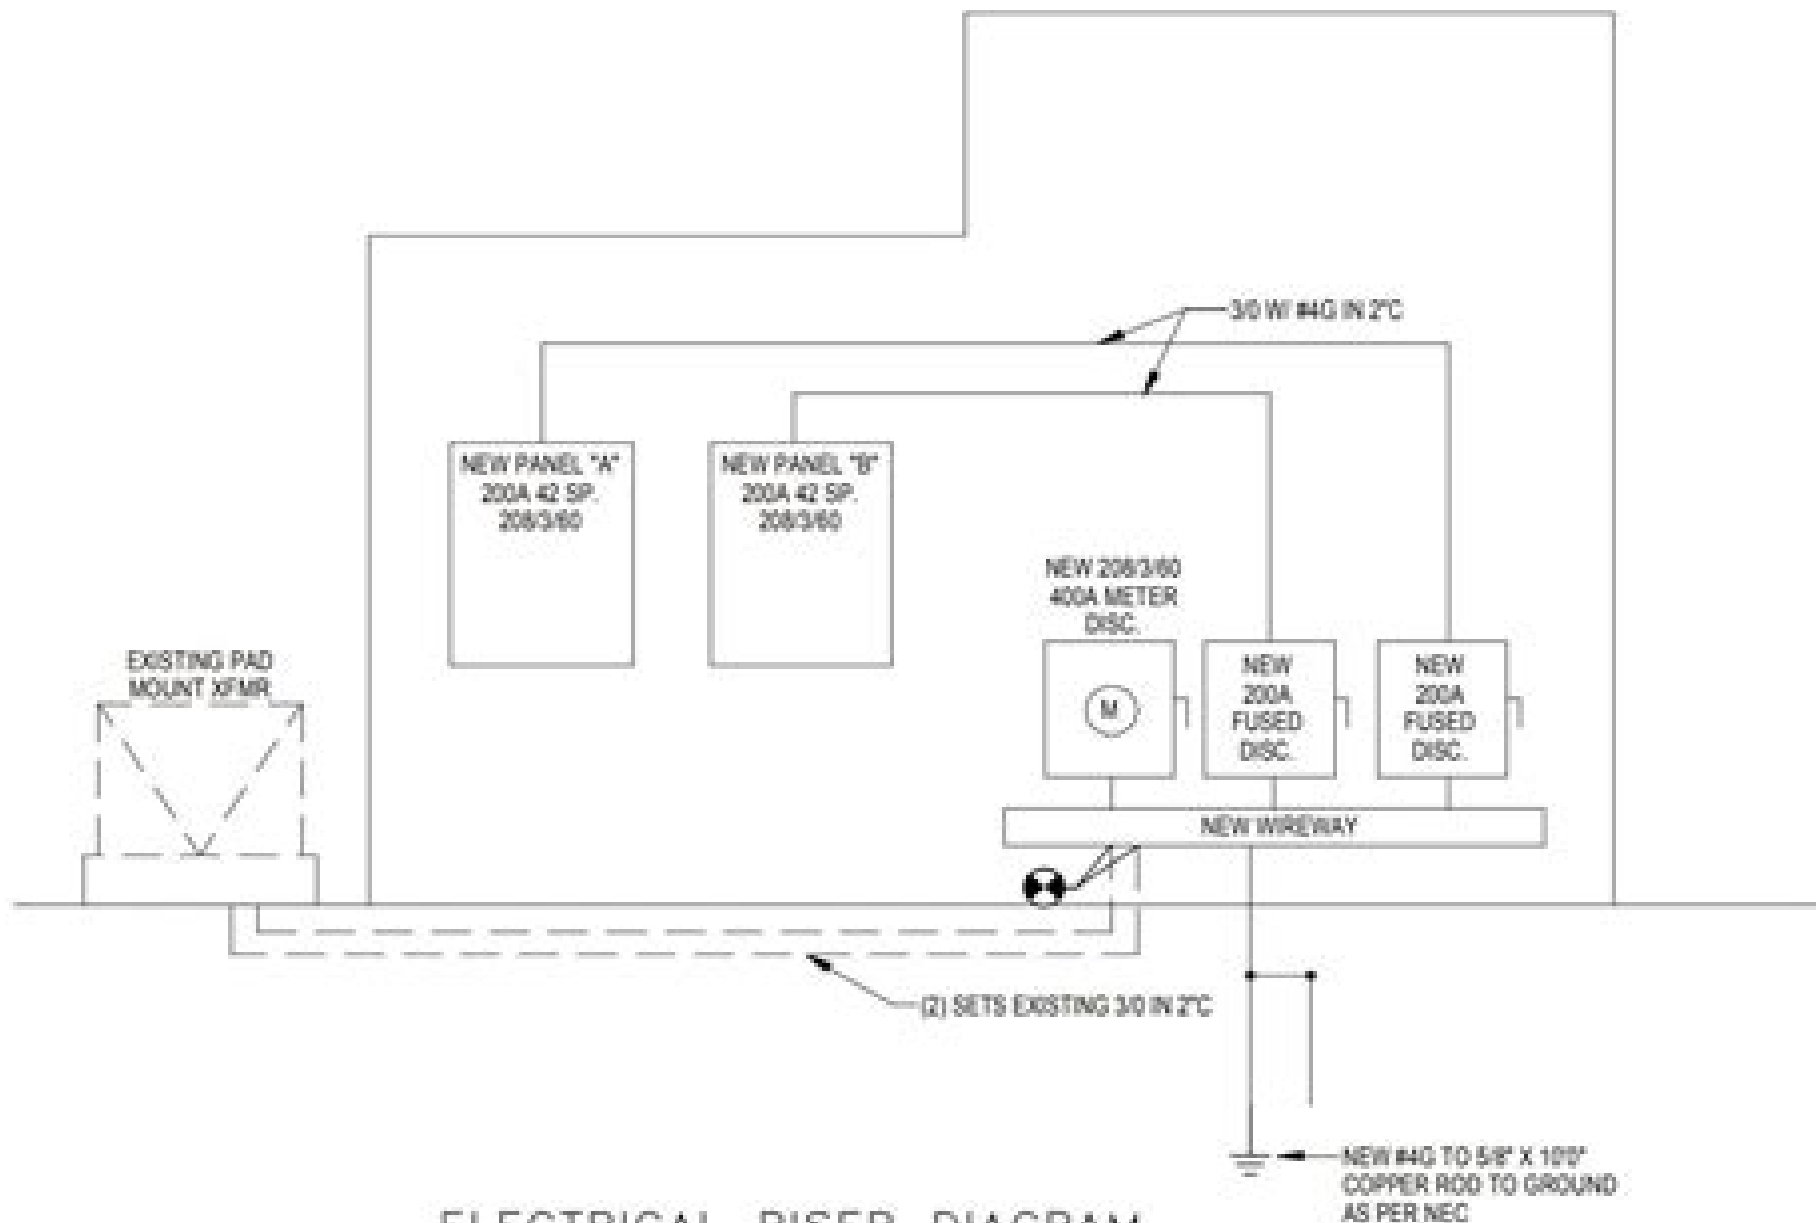 3/0 W/ #4G IN 2"C
NEW PANEL "A"
200A 42 SP.
208/3/60
NEW PANEL "B"
200A 42 SP.
208/3/60
NEW 208/3/60
400A METER
DISC.
EXISTING PAD
MOUNT XFMR
M
NEW
200A
FUSED
DISC.
NEW
200A
FUSED
DISC.
NEW WIREWAY
(2) SETS EXISTING 3/0 IN 2"C
NEW #4G TO 5/8" X 10'0"
COPPER ROD TO GROUND
AS PER NEC
ELECTRICAL RISER DIAGRAM